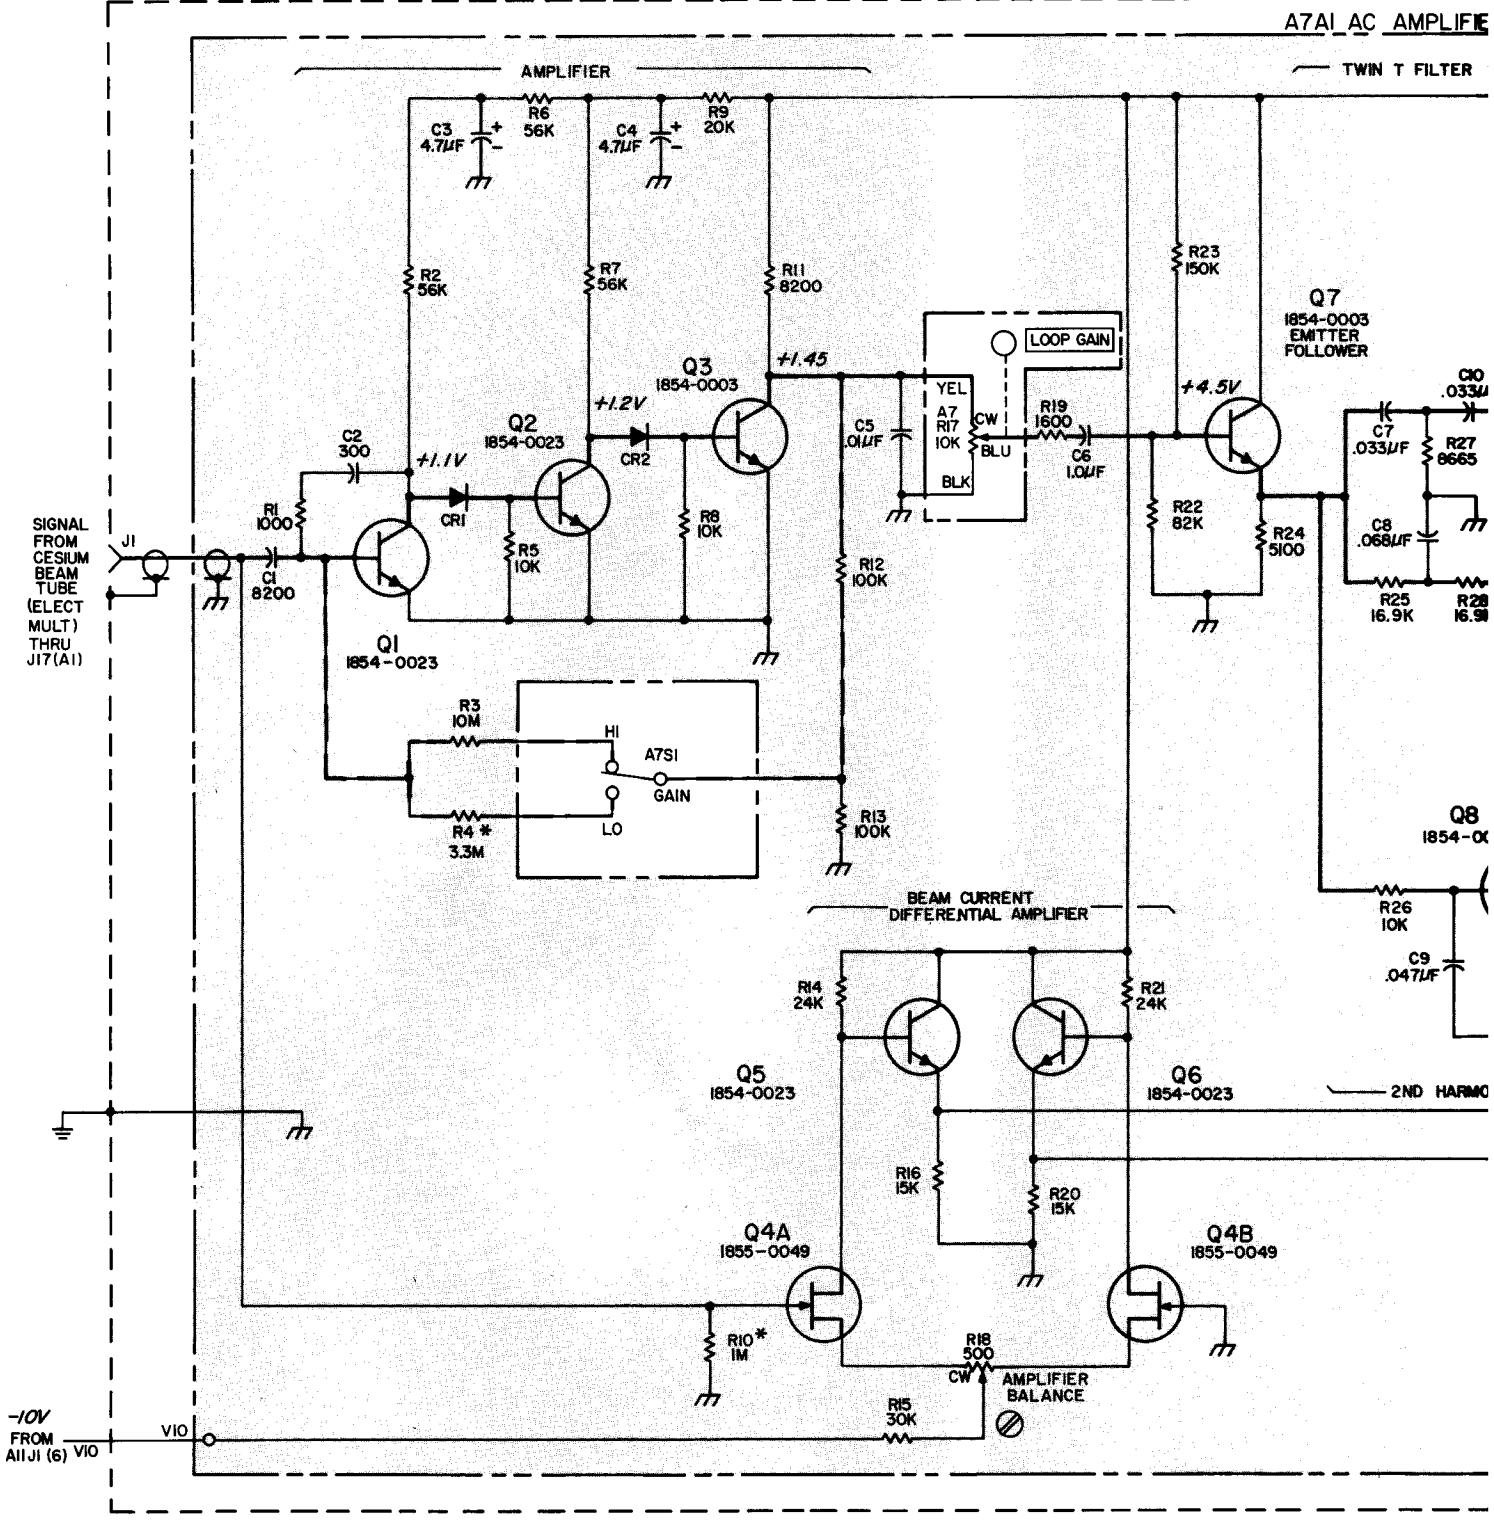 A7A1 AC AMPLIFIE
AMPLIFIER
TWIN T FILTER
C3
4.7µF
+
−
R6
56K
C4
4.7µF
+
−
R9
20K
R2
56K
R7
56K
R11
8200
R23
150K
Q7
1854-0003
EMITTER
FOLLOWER
LOOP GAIN
Q3
1854-0003
+1.45
YEL
A7
R17
10K
CW
BLU
BLK
R19
1600
C6
1.0µF
+4.5V
C10
.033µ
C7
.033µF
R27
8665
C5
.01µF
Q2
1854-0023
+1.2V
CR2
C2
300
+1.1V
CR1
R1
1000
R8
10K
R5
10K
R22
82K
R24
5100
C8
.068µF
SIGNAL
FROM
CESIUM
BEAM
TUBE
(ELECT
MULT)
THRU
J17(A1)
J1
C1
8200
R12
100K
R25
16.9K
R28
16.9
Q1
1854-0023
R3
10M
HI
A7S1
GAIN
LO
R4 *
3.3M
R13
100K
Q8
1854-00
BEAM CURRENT
DIFFERENTIAL AMPLIFIER
R26
10K
C9
.047µF
R14
24K
R21
24K
Q5
1854-0023
Q6
1854-0023
2ND HARMO
R16
15K
R20
15K
Q4A
1855-0049
Q4B
1855-0049
R10*
1M
R18
500
CW
AMPLIFIER
BALANCE
R15
30K
-10V
FROM
A11J1 (6)
V10
V10